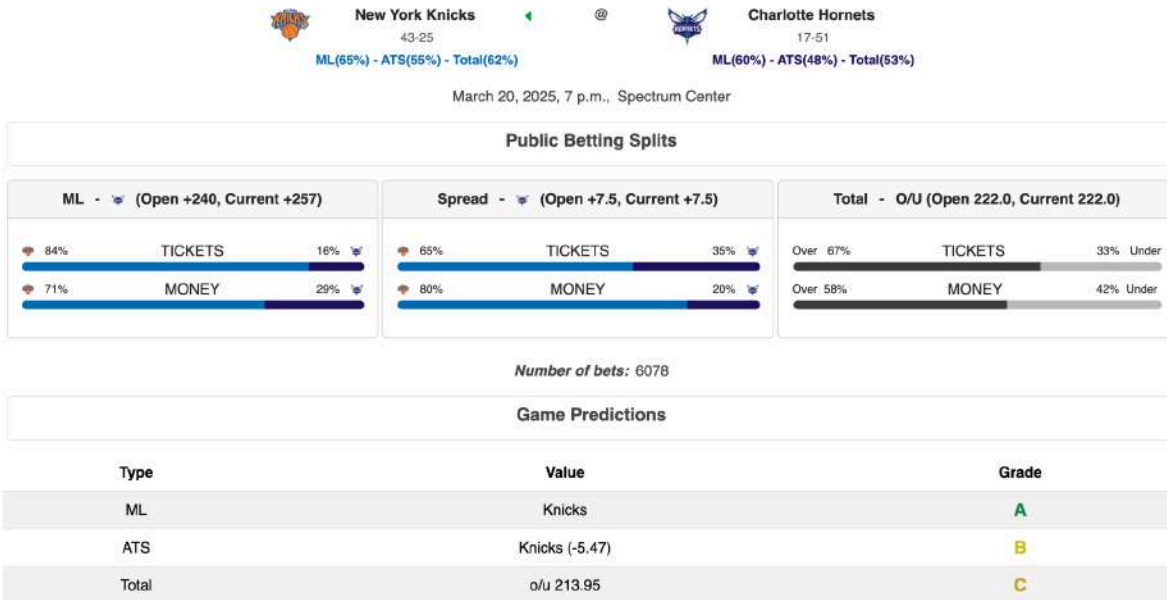 New York Knicks @ Charlotte Hornets
43-25 17-51
ML(65%) - ATS(55%) - Total(62%) ML(60%) - ATS(48%) - Total(53%)
March 20, 2025, 7 p.m., Spectrum Center
Public Betting Splits
ML - (Open +240, Current +257) Spread - (Open +7.5, Current +7.5) Total - O/U (Open 222.0, Current 222.0)
84% TICKETS 16% 65% TICKETS 35% Over 67% TICKETS 33% Under
71% MONEY 29% 80% MONEY 20% Over 58% MONEY 42% Under
Number of bets: 6078
Game Predictions
Type Value Grade
ML Knicks A
ATS Knicks (-5.47) B
Total o/u 213.95 C